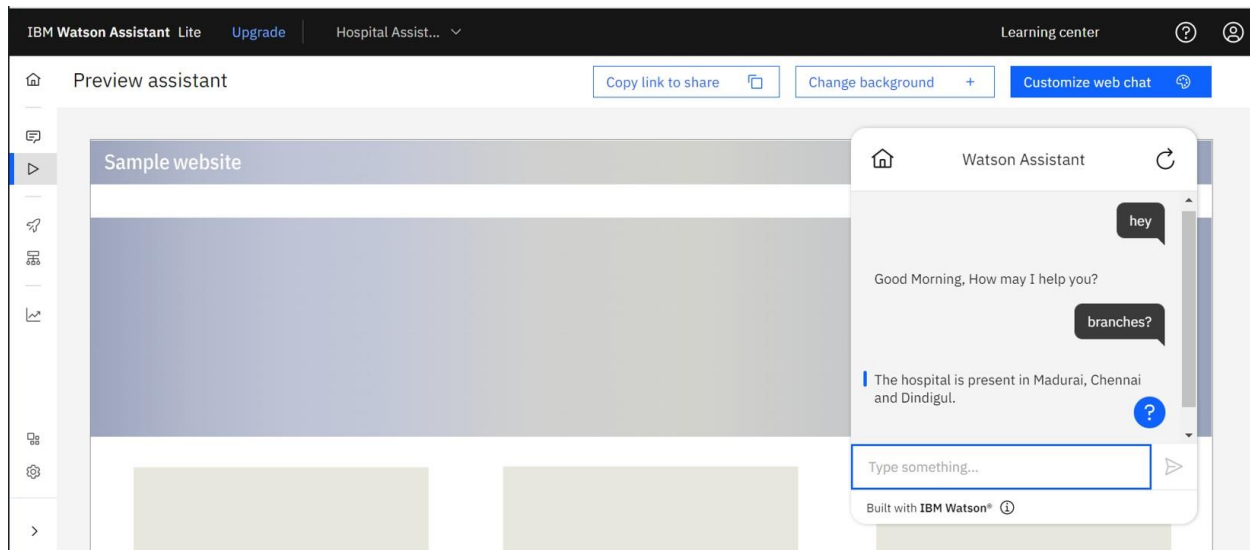 IBM Watson Assistant Lite Upgrade Hospital Assist... Learning center
Preview assistant Copy link to share Change background + Customize web chat
Sample website
Watson Assistant
hey
Good Morning, How may I help you?
branches?
The hospital is present in Madurai, Chennai
and Dindigul.
?
Type something...
Built with IBM Watson®